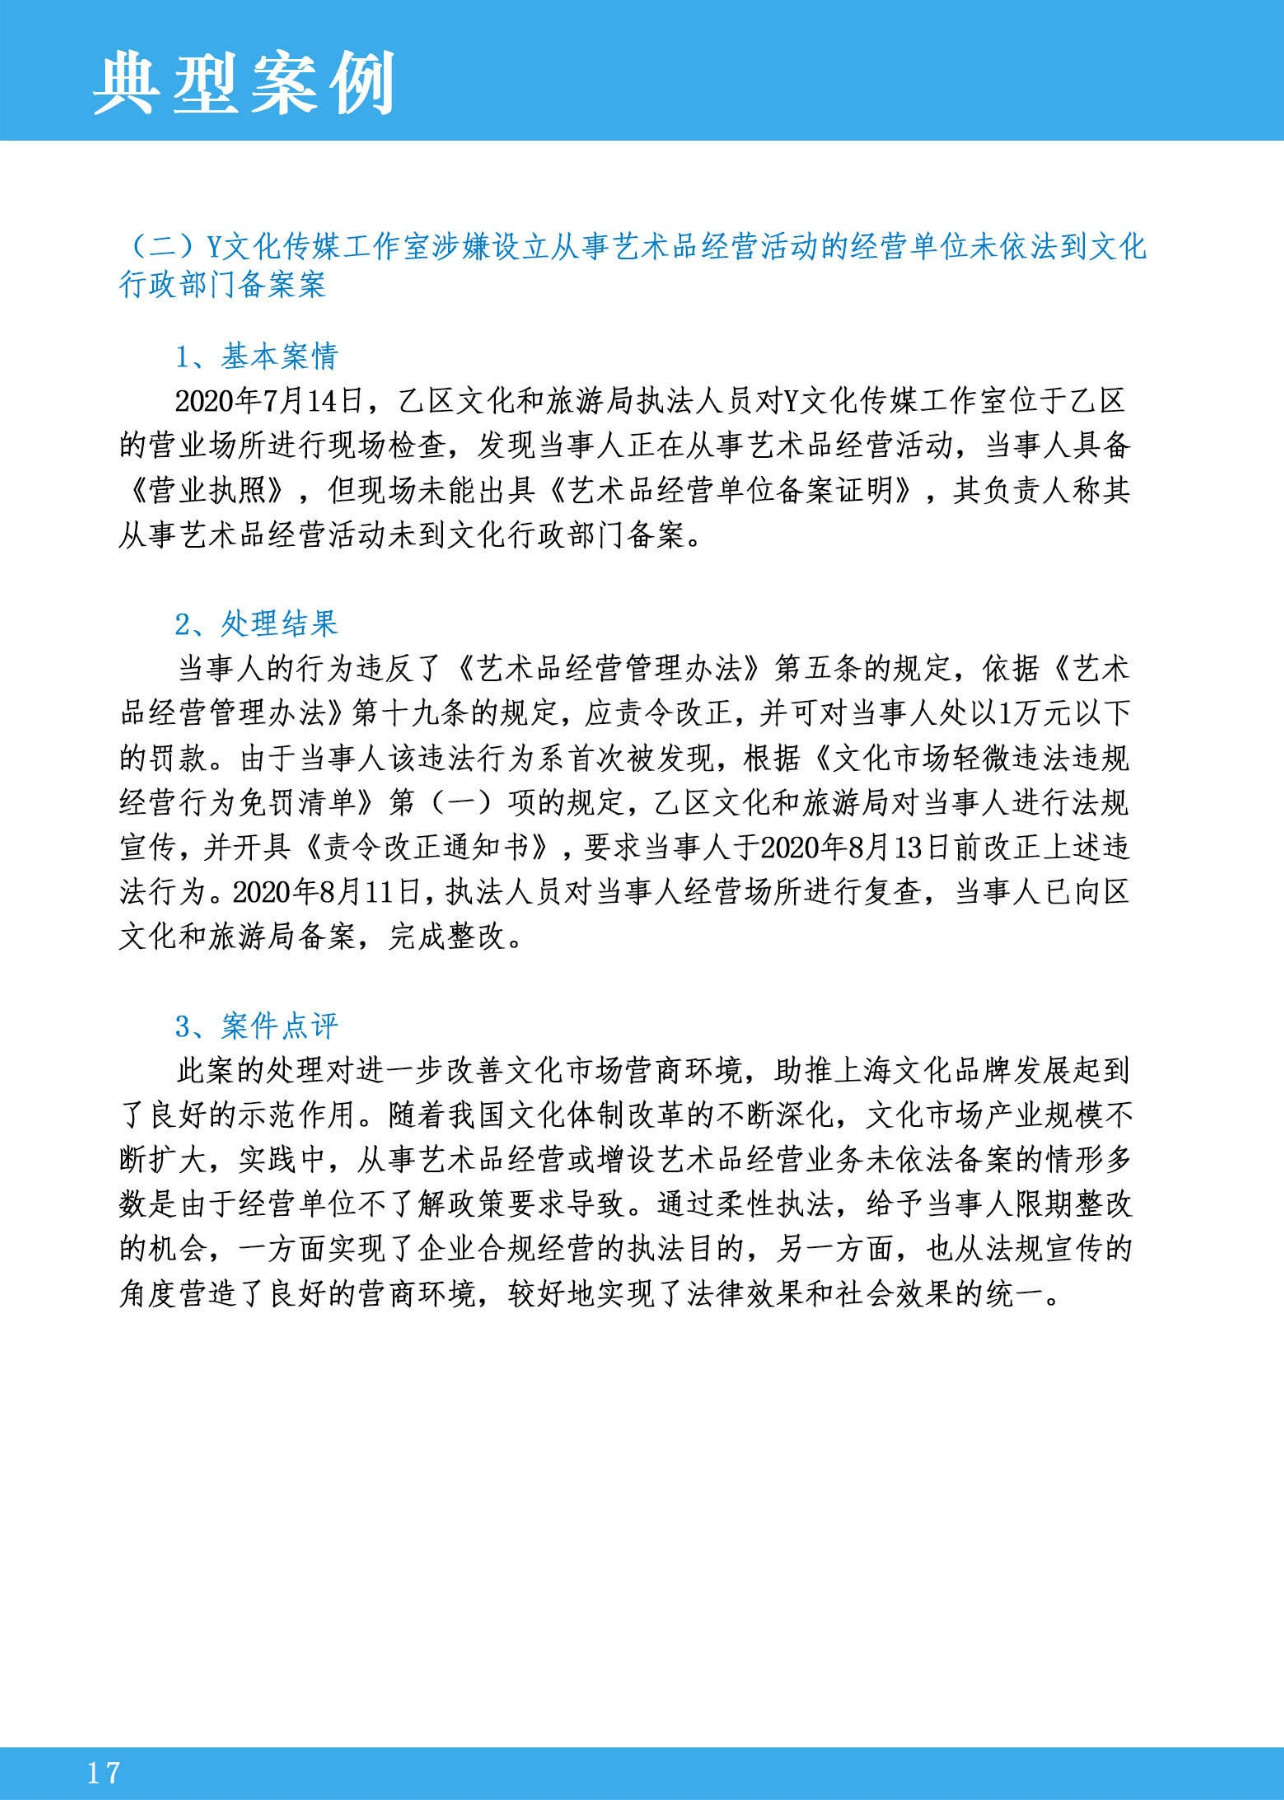 典型案例
（二）Y文化传媒工作室涉嫌设立从事艺术品经营活动的经营单位未依法到文化
行政部门备案案
1、基本案情
2020年7月14日，乙区文化和旅游局执法人员对Y文化传媒工作室位于乙区
的营业场所进行现场检查，发现当事人正在从事艺术品经营活动，当事人具备
《营业执照》，但现场未能出具《艺术品经营单位备案证明》，其负责人称其
从事艺术品经营活动未到文化行政部门备案。
2、处理结果
当事人的行为违反了《艺术品经营管理办法》第五条的规定，依据《艺术
品经营管理办法》第十九条的规定，应责令改正，并可对当事人处以1万元以下
的罚款。由于当事人该违法行为系首次被发现，根据《文化市场轻微违法违规
经营行为免罚清单》第（一）项的规定，乙区文化和旅游局对当事人进行法规
宣传，并开具《责令改正通知书》，要求当事人于2020年8月13日前改正上述违
法行为。2020年8月11日，执法人员对当事人经营场所进行复查，当事人已向区
文化和旅游局备案，完成整改。
3、案件点评
此案的处理对进一步改善文化市场营商环境，助推上海文化品牌发展起到
了良好的示范作用。随着我国文化体制改革的不断深化，文化市场产业规模不
断扩大，实践中，从事艺术品经营或增设艺术品经营业务未依法备案的情形多
数是由于经营单位不了解政策要求导致。通过柔性执法，给予当事人限期整改
的机会，一方面实现了企业合规经营的执法目的，另一方面，也从法规宣传的
角度营造了良好的营商环境，较好地实现了法律效果和社会效果的统一。
17